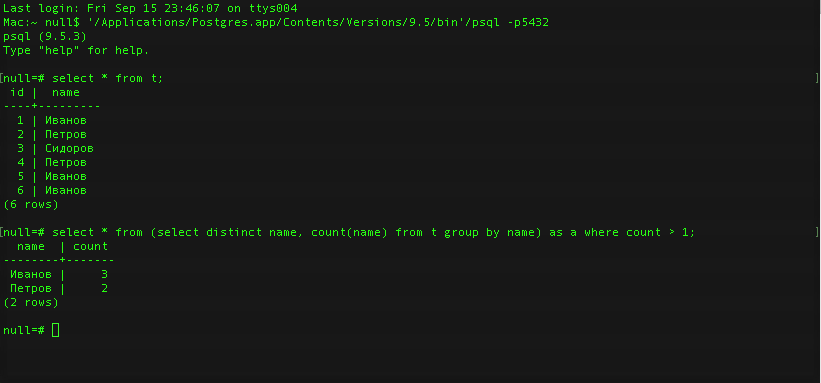 Last login: Fri Sep 15 23:46:07 on ttys004
Mac:~ null$ '/Applications/Postgres.app/Contents/Versions/9.5/bin'/psql -p5432
psql (9.5.3)
Type "help" for help.
[null=# select * from t; ]
id | name
----+---------
1 | Иванов
2 | Петров
3 | Сидоров
4 | Петров
5 | Иванов
6 | Иванов
(6 rows)
[null=# select * from (select distinct name, count(name) from t group by name) as a where count > 1; ]
name | count
--------+-------
Иванов | 3
Петров | 2
(2 rows)
null=#